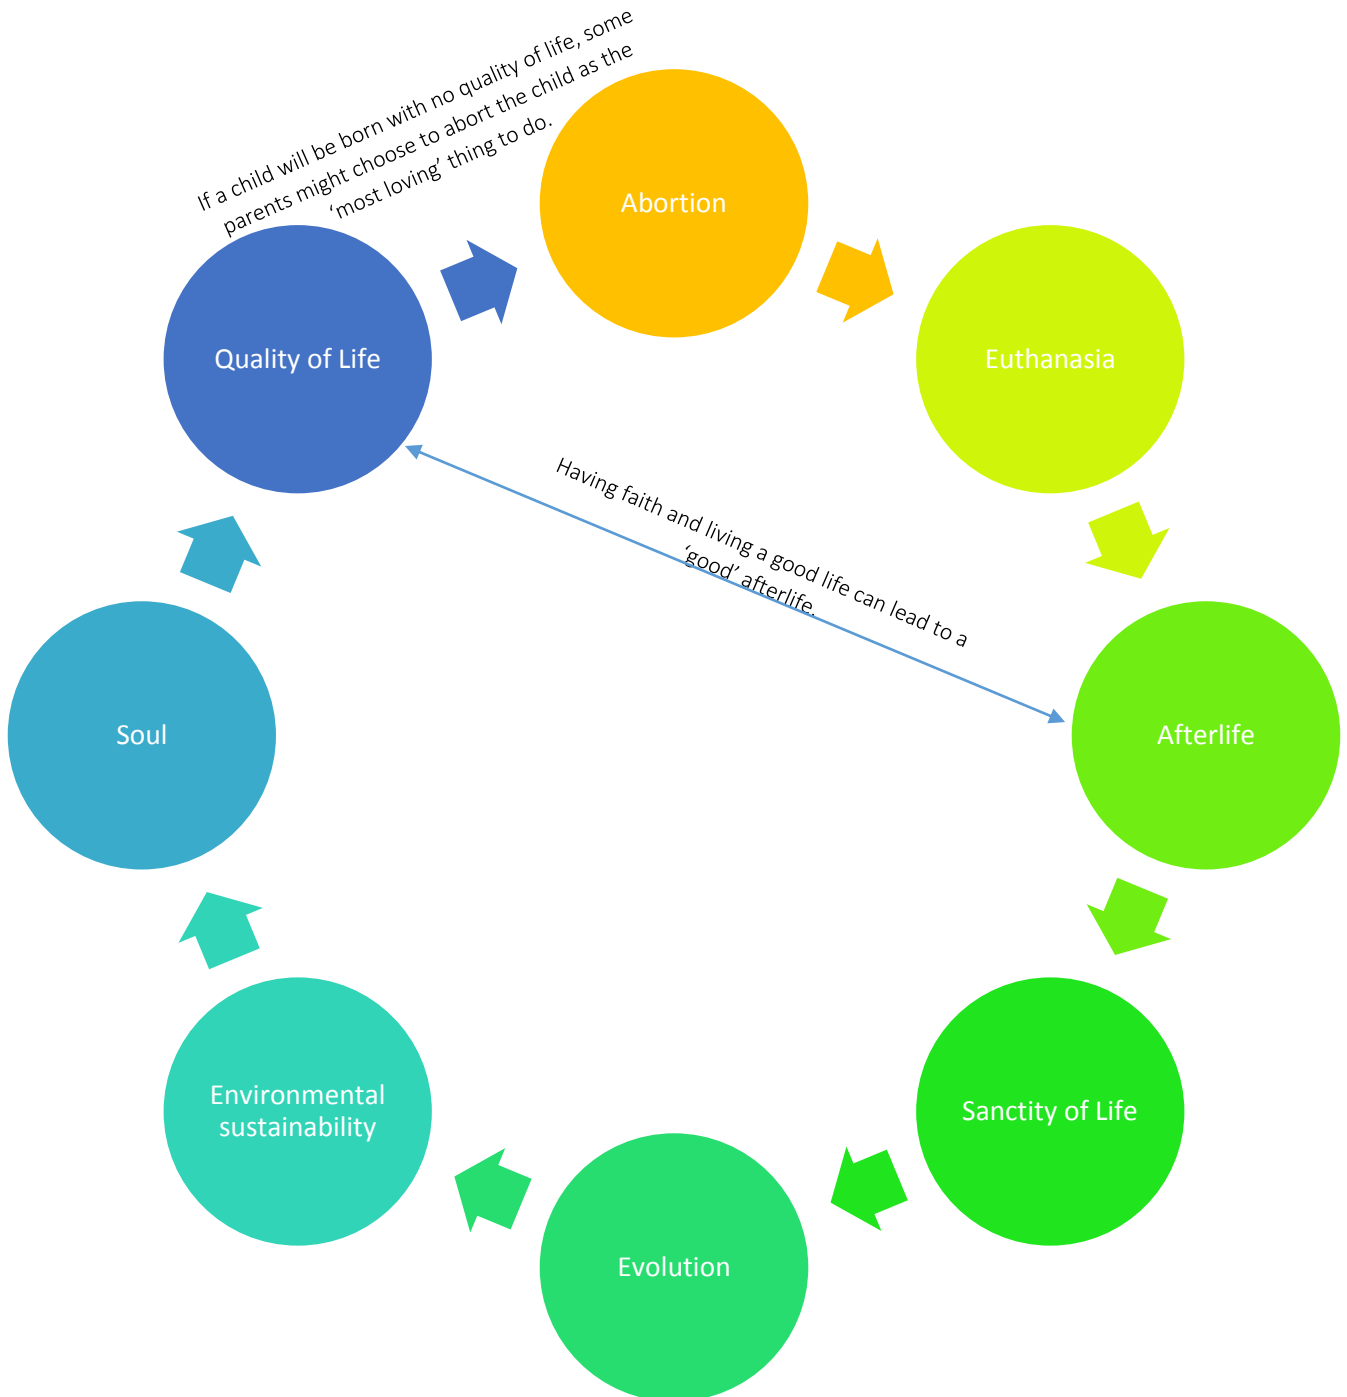 If a child will be born with no quality of life, some
parents might choose to abort the child as the
‘most loving’ thing to do.
Abortion
Quality of Life
Euthanasia
Having faith and living a good life can lead to a
‘good’ afterlife.
Soul
Afterlife
Environmental
sustainability
Sanctity of Life
Evolution